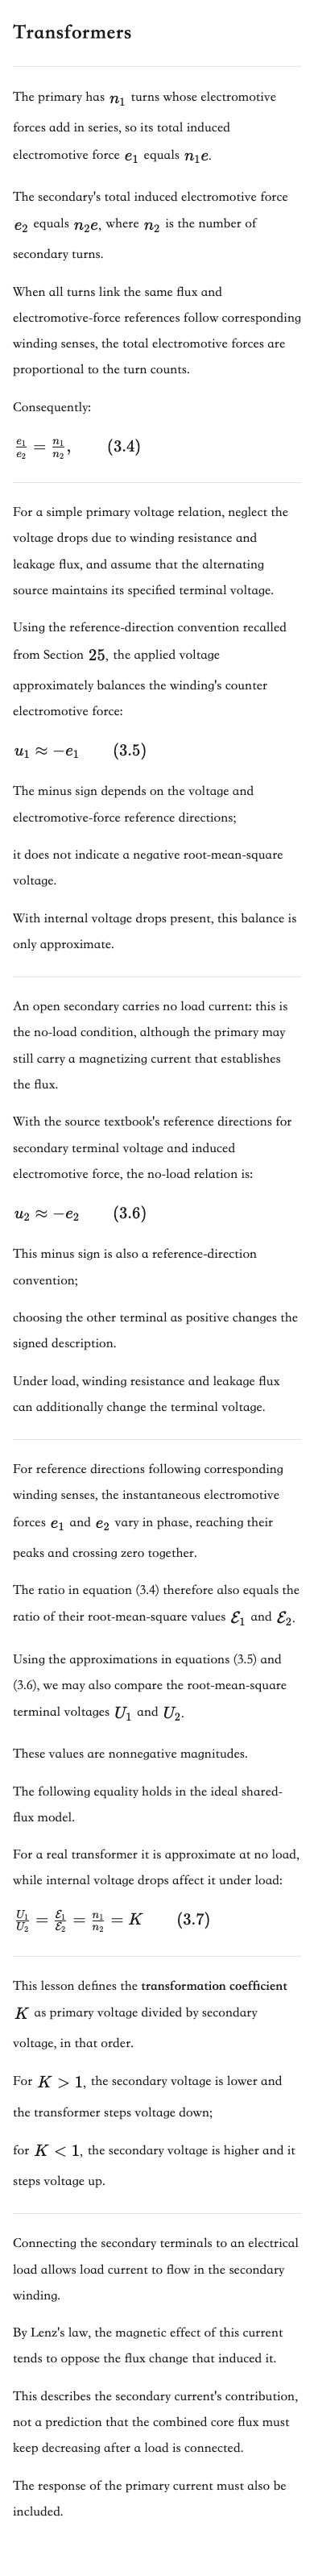 Transformers
The primary has n₁ turns whose electromotive
forces add in series, so its total induced
electromotive force e₁ equals n₁e.
The secondary's total induced electromotive force
e₂ equals n₂e, where n₂ is the number of
secondary turns.
When all turns link the same flux and
electromotive-force references follow corresponding
winding senses, the total electromotive forces are
proportional to the turn counts.
Consequently:
e₁/e₂ = n₁/n₂, (3.4)
For a simple primary voltage relation, neglect the
voltage drops due to winding resistance and
leakage flux, and assume that the alternating
source maintains its specified terminal voltage.
Using the reference-direction convention recalled
from Section 25, the applied voltage
approximately balances the winding's counter
electromotive force:
u₁ ≈ −e₁ (3.5)
The minus sign depends on the voltage and
electromotive-force reference directions;
it does not indicate a negative root-mean-square
voltage.
With internal voltage drops present, this balance is
only approximate.
An open secondary carries no load current: this is
the no-load condition, although the primary may
still carry a magnetizing current that establishes
the flux.
With the source textbook's reference directions for
secondary terminal voltage and induced
electromotive force, the no-load relation is:
u₂ ≈ −e₂ (3.6)
This minus sign is also a reference-direction
convention;
choosing the other terminal as positive changes the
signed description.
Under load, winding resistance and leakage flux
can additionally change the terminal voltage.
For reference directions following corresponding
winding senses, the instantaneous electromotive
forces e₁ and e₂ vary in phase, reaching their
peaks and crossing zero together.
The ratio in equation (3.4) therefore also equals the
ratio of their root-mean-square values ℰ₁ and ℰ₂.
Using the approximations in equations (3.5) and
(3.6), we may also compare the root-mean-square
terminal voltages U₁ and U₂.
These values are nonnegative magnitudes.
The following equality holds in the ideal shared-
flux model.
For a real transformer it is approximate at no load,
while internal voltage drops affect it under load:
U₁/U₂ = ℰ₁/ℰ₂ = n₁/n₂ = K (3.7)
This lesson defines the transformation coefficient
K as primary voltage divided by secondary
voltage, in that order.
For K > 1, the secondary voltage is lower and
the transformer steps voltage down;
for K < 1, the secondary voltage is higher and it
steps voltage up.
Connecting the secondary terminals to an electrical
load allows load current to flow in the secondary
winding.
By Lenz's law, the magnetic effect of this current
tends to oppose the flux change that induced it.
This describes the secondary current's contribution,
not a prediction that the combined core flux must
keep decreasing after a load is connected.
The response of the primary current must also be
included.